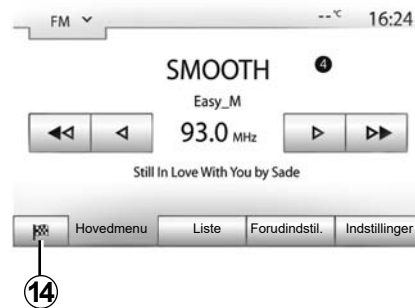 FM --°C 16:24
SMOOTH 4
Easy_M
93.0 MHz
Still In Love With You by Sade
Hovedmenu Liste Forudindstil. Indstillinger
14